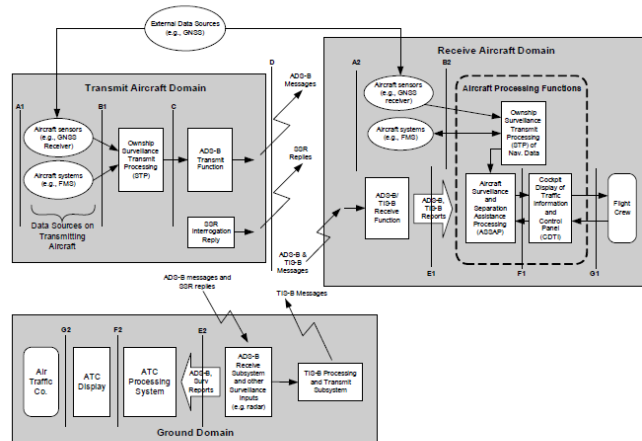 External Data Sources
(e.g., GNSS)
Transmit Aircraft Domain
A1
B1
C
D
Aircraft sensors
(e.g., GNSS
Receiver)
Aircraft systems
(e.g., FMS)
Ownship
Surveillance
Transmit
Processing
(STP)
ADS-B
Transmit
Function
SSR
Interrogation
Reply
Data Sources on
Transmitting
Aircraft
ADS-B
Messages
SSR
Replies
ADS-B &
TIS-B
Messages
Receive Aircraft Domain
A2
B2
Aircraft sensors
(e.g., GNSS
receiver)
Aircraft systems
(e.g., FMS)
Aircraft Processing Functions
Ownship
Surveillance
Transmit
Processing
(STP) of
Nav. Data
ADS-B/
TIS-B
Receive
Function
ADS-B,
TIS-B
Reports
Aircraft
Surveillance
and Separation
Assistance
Processing
(ASSAP)
Cockpit
Display of
Traffic
Information
and
Control
Panel
(CDTI)
Flight
Crew
E1
F1
G1
ADS-B messages and
SSR replies
TIS-B Messages
G2
F2
E2
Air
Traffic
Co.
ATC
Display
ATC
Processing
System
ADS-B,
Surv
Reports
ADS-B
Receive
Subsystem
and other
Surveillance
Inputs
(e.g. radar)
TIS-B Processing
and Transmit
Subsystem
Ground Domain